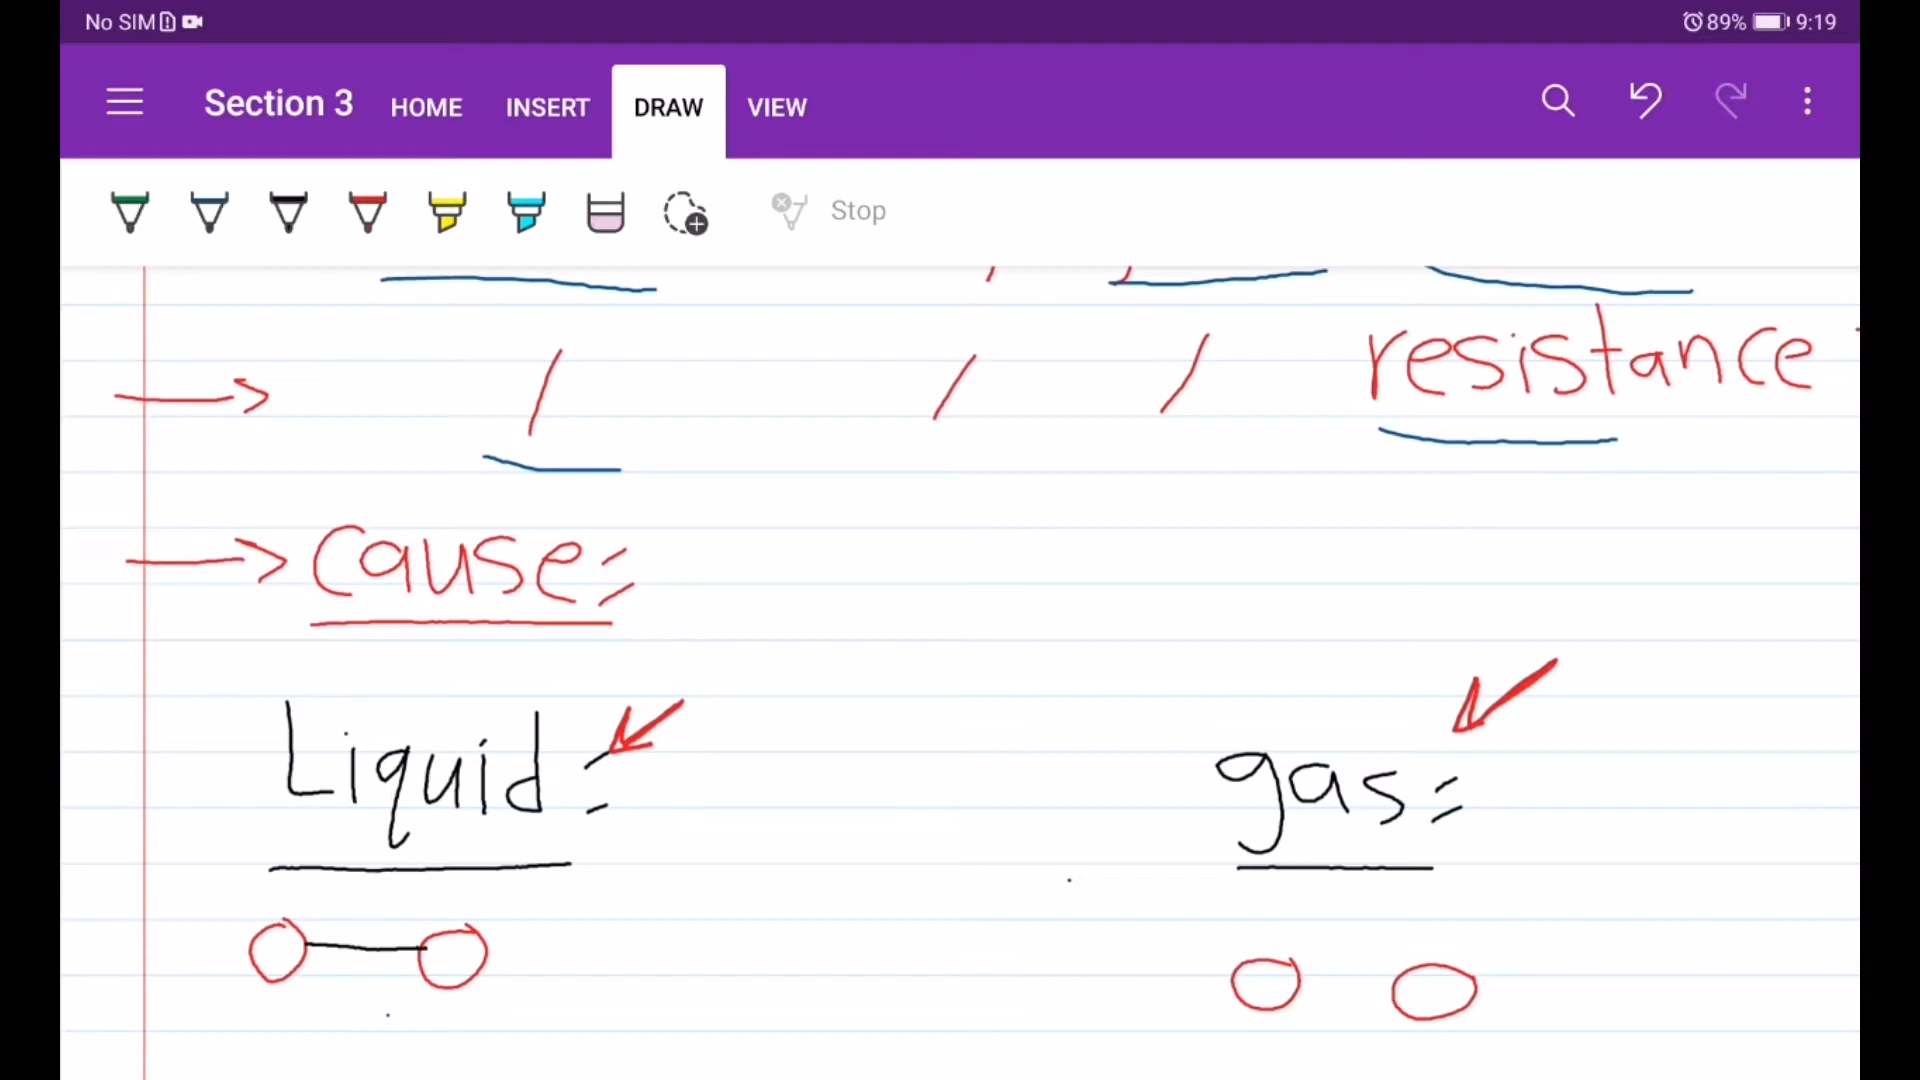 No SIM 89% 9:19
Section 3 HOME INSERT DRAW VIEW
Stop
resistance
cause:
Liquid: gas: